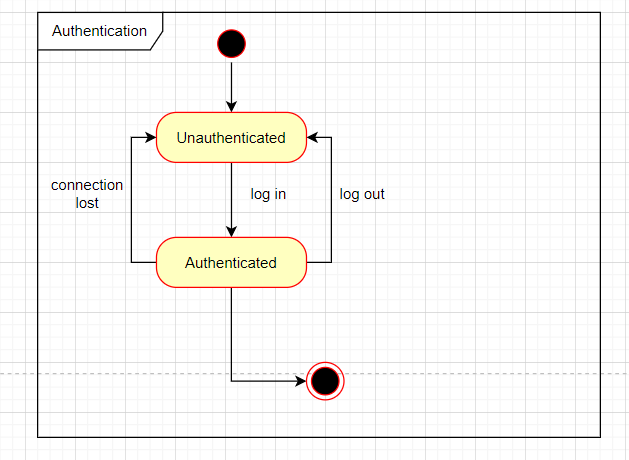 Authentication
Unauthenticated
connection
lost
log in
log out
Authenticated